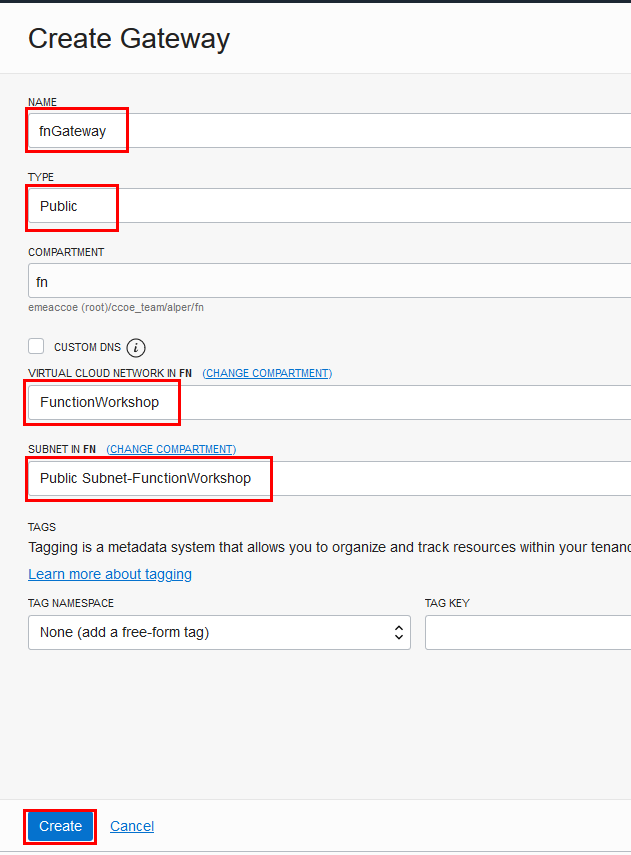 Create Gateway
NAME
fnGateway
TYPE
Public
COMPARTMENT
fn
emeaccoe (root)/ccoe_team/alper/fn
CUSTOM DNS i
VIRTUAL CLOUD NETWORK IN FN (CHANGE COMPARTMENT)
FunctionWorkshop
SUBNET IN FN (CHANGE COMPARTMENT)
Public Subnet-FunctionWorkshop
TAGS
Tagging is a metadata system that allows you to organize and track resources within your tenanc
Learn more about tagging
TAG NAMESPACE TAG KEY
None (add a free-form tag)
Create Cancel